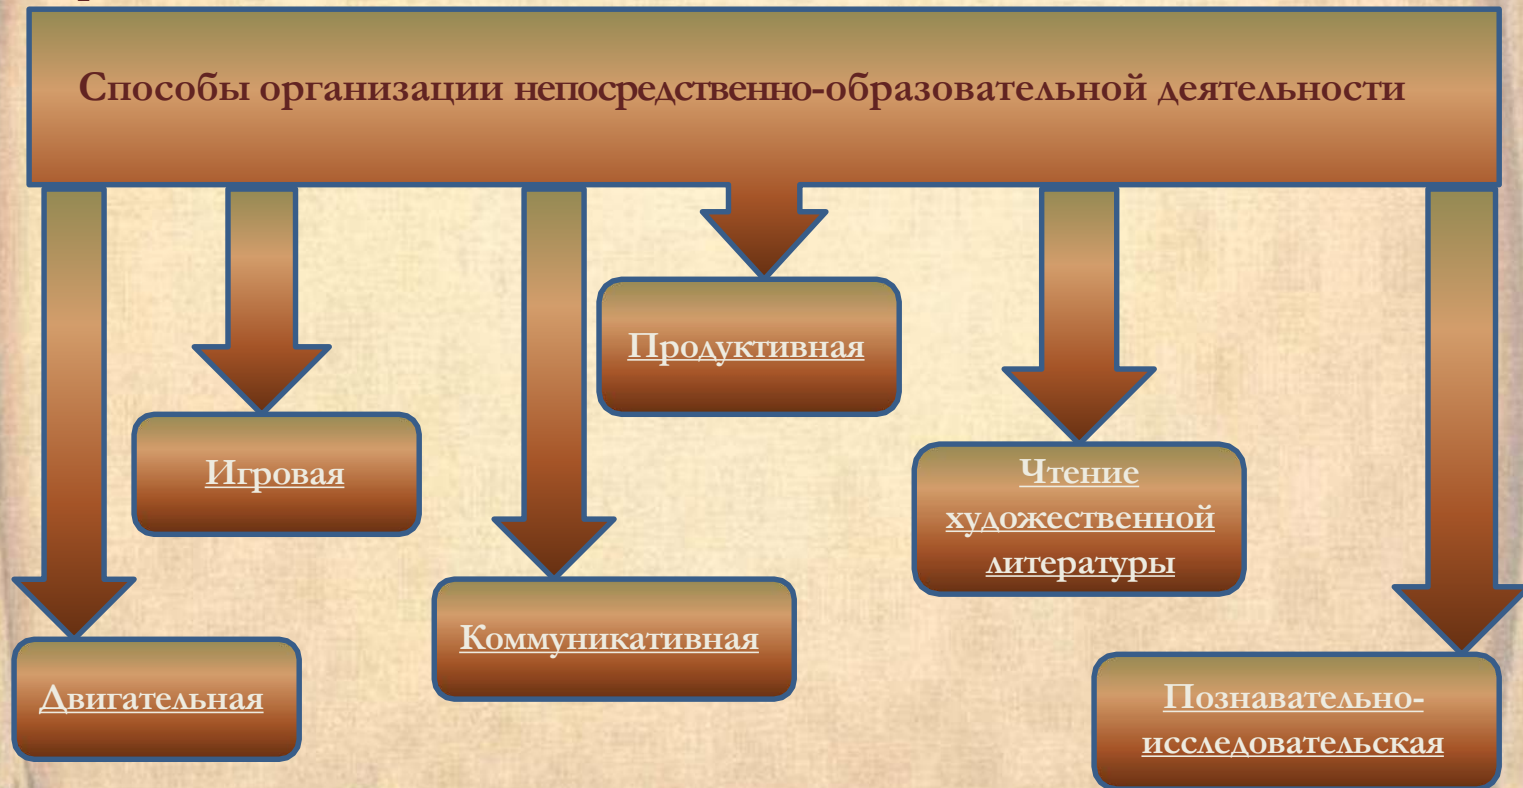 Способы организации непосредственно-образовательной деятельности
Продуктивная
Игровая
Чтение
художественной
литературы
Коммуникативная
Двигательная
Познавательно-
исследовательская